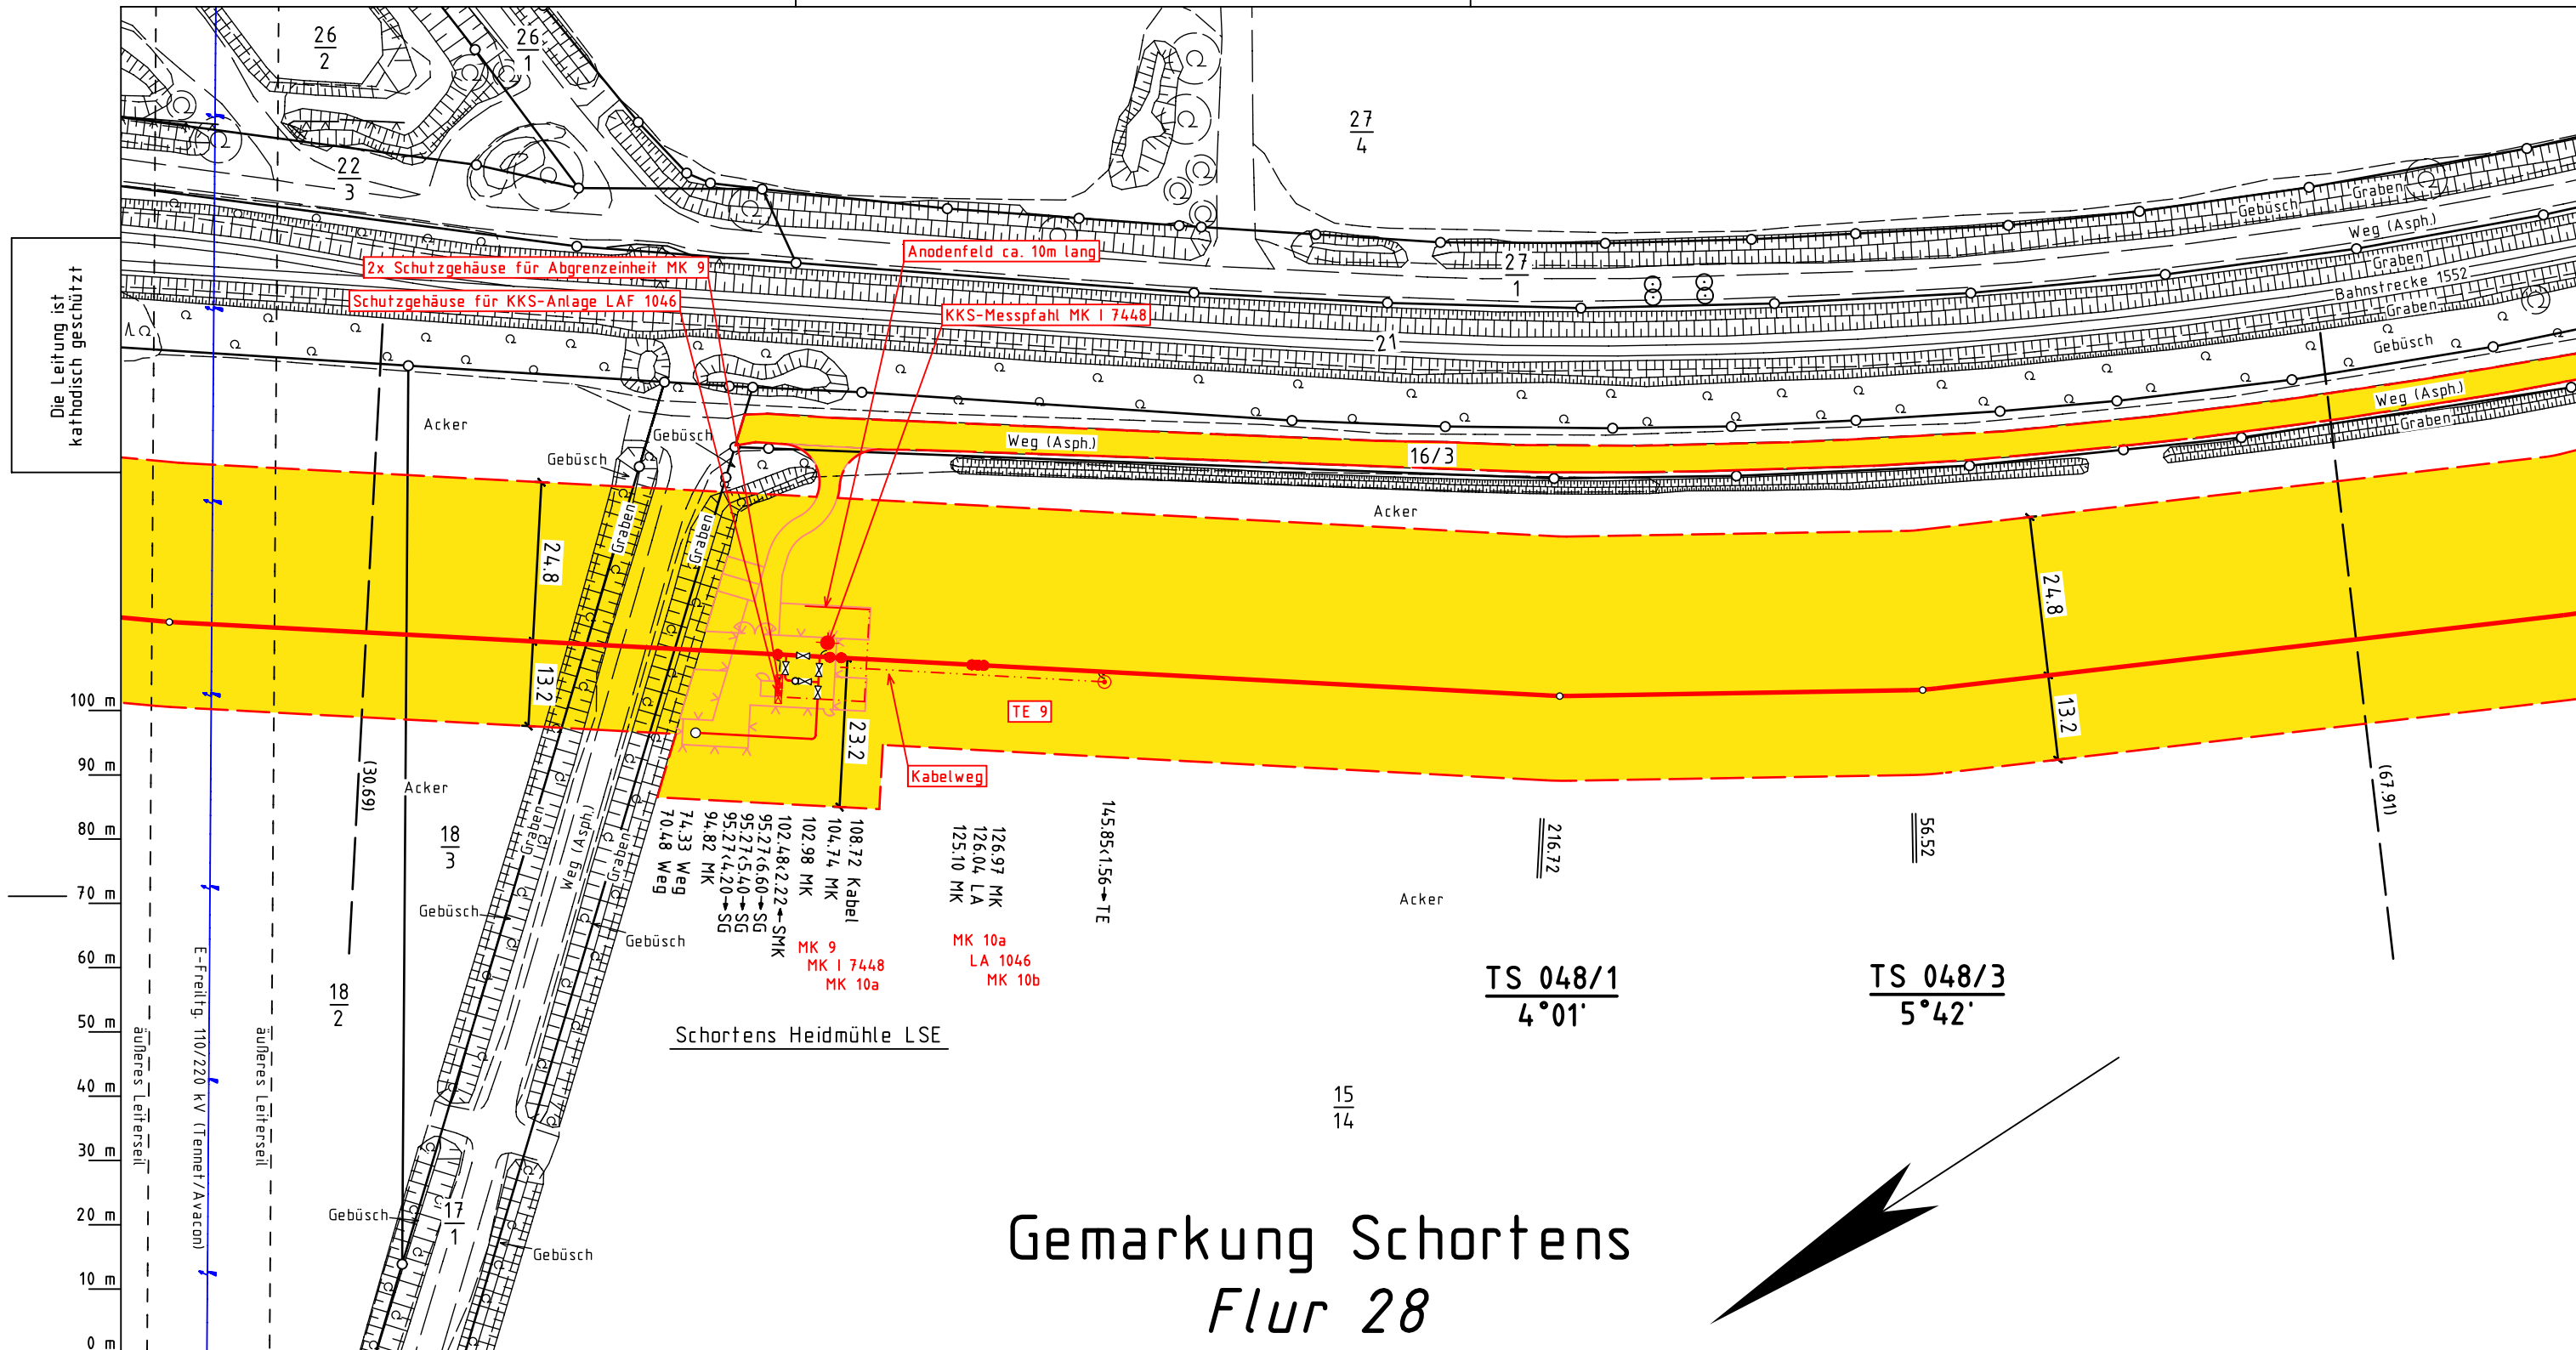 26
2
26
1
27
4
22
3
Graben
Gebüsch
Weg (Asph.)
Graben
Bahnstrecke 1552
Graben
Gebüsch
27
1
21
Die Leitung ist
kathodisch geschützt
2x Schutzgehäuse für Abgrenzeinheit MK 9
Schutzgehäuse für KKS-Anlage LAF 1046
Anodenfeld ca. 10m lang
KKS-Messpfahl MK I 7448
Acker
Gebüsch
Gebüsch
Weg (Asph.)
16/3
Weg (Asph.)
Graben
Acker
Graben
Graben
24.8
13.2
24.8
13.2
23.2
TE 9
Kabelweg
100 m
90 m
80 m
70 m
60 m
50 m
40 m
30 m
20 m
10 m
0 m
(30.69)
(67.91)
Acker
18
3
18
2
Graben
Weg (Asph.)
Graben
70.48 Weg
74.33 Weg
94.82 MK
95.27<4.20→SG
95.27<5.40→SG
95.27<6.60→SG
102.48<2.22→SMK
102.98 MK
104.74 MK
108.72 Kabel
125.10 MK
126.04 LA
126.97 MK
145.85<1.56→TE
216.72
56.52
MK 9
MK I 7448
MK 10a
MK 10a
LA 1046
MK 10b
Acker
Gebüsch
Gebüsch
TS 048/1
4°01'
TS 048/3
5°42'
Schortens Heidmühle LSE
äußeres Leiterseil
E-Freiltg. 110/220 kV (Tennet/Avacon)
äußeres Leiterseil
15
14
17
1
Gebüsch
Gebüsch
Gemarkung Schortens
Flur 28